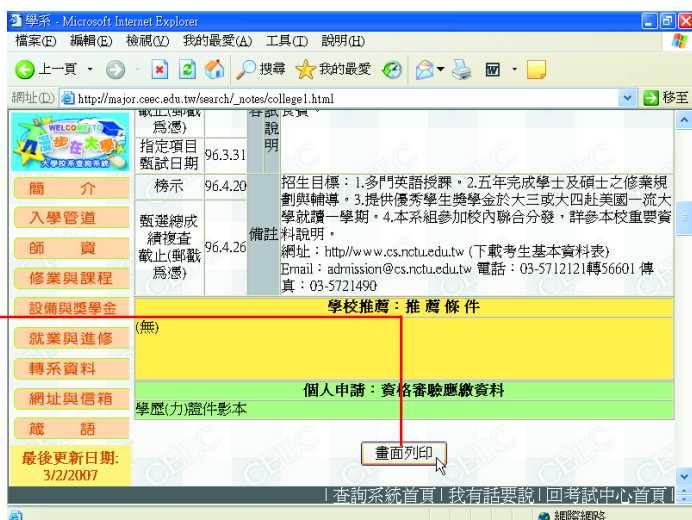 學系 - Microsoft Internet Explorer
檔案(F) 編輯(E) 檢視(V) 我的最愛(A) 工具(T) 說明(H)
上一頁 搜尋 我的最愛
網址(D) http://major.ceec.edu.tw/search/_notes/college1.html 移至
WELCOME TO
步在大學
大學校系查詢系統
簡 介
入學管道
師 資
修業與課程
設備與獎學金
就業與進修
轉系資料
網址與信箱
箴 語
最後更新日期:
3/2/2007
截止(郵戳
為憑)
說
明
指定項目
甄試日期
96.3.31
榜示
96.4.20
甄選總成
績複查
截止(郵戳
為憑)
96.4.26
備註
招生目標：1.多門英語授課。2.五年完成學士及碩士之修業規
劃與輔導。3.提供優秀學生獎學金於大三或大四赴美國一流大
學就讀一學期。4.本系組參加校內聯合分發，詳參本校重要資
料說明。
網址：http//www.cs.nctu.edu.tw (下載考生基本資料表)
Email：admission@cs.nctu.edu.tw 電話：03-5712121轉56601 傳
真：03-5721490
學校推薦：推 薦 條 件
(無)
個人申請：資格審驗應繳資料
學歷(力)證件影本
畫面列印
| 查詢系統首頁 | 我有話要說 | 回考試中心首頁 |
網際網路